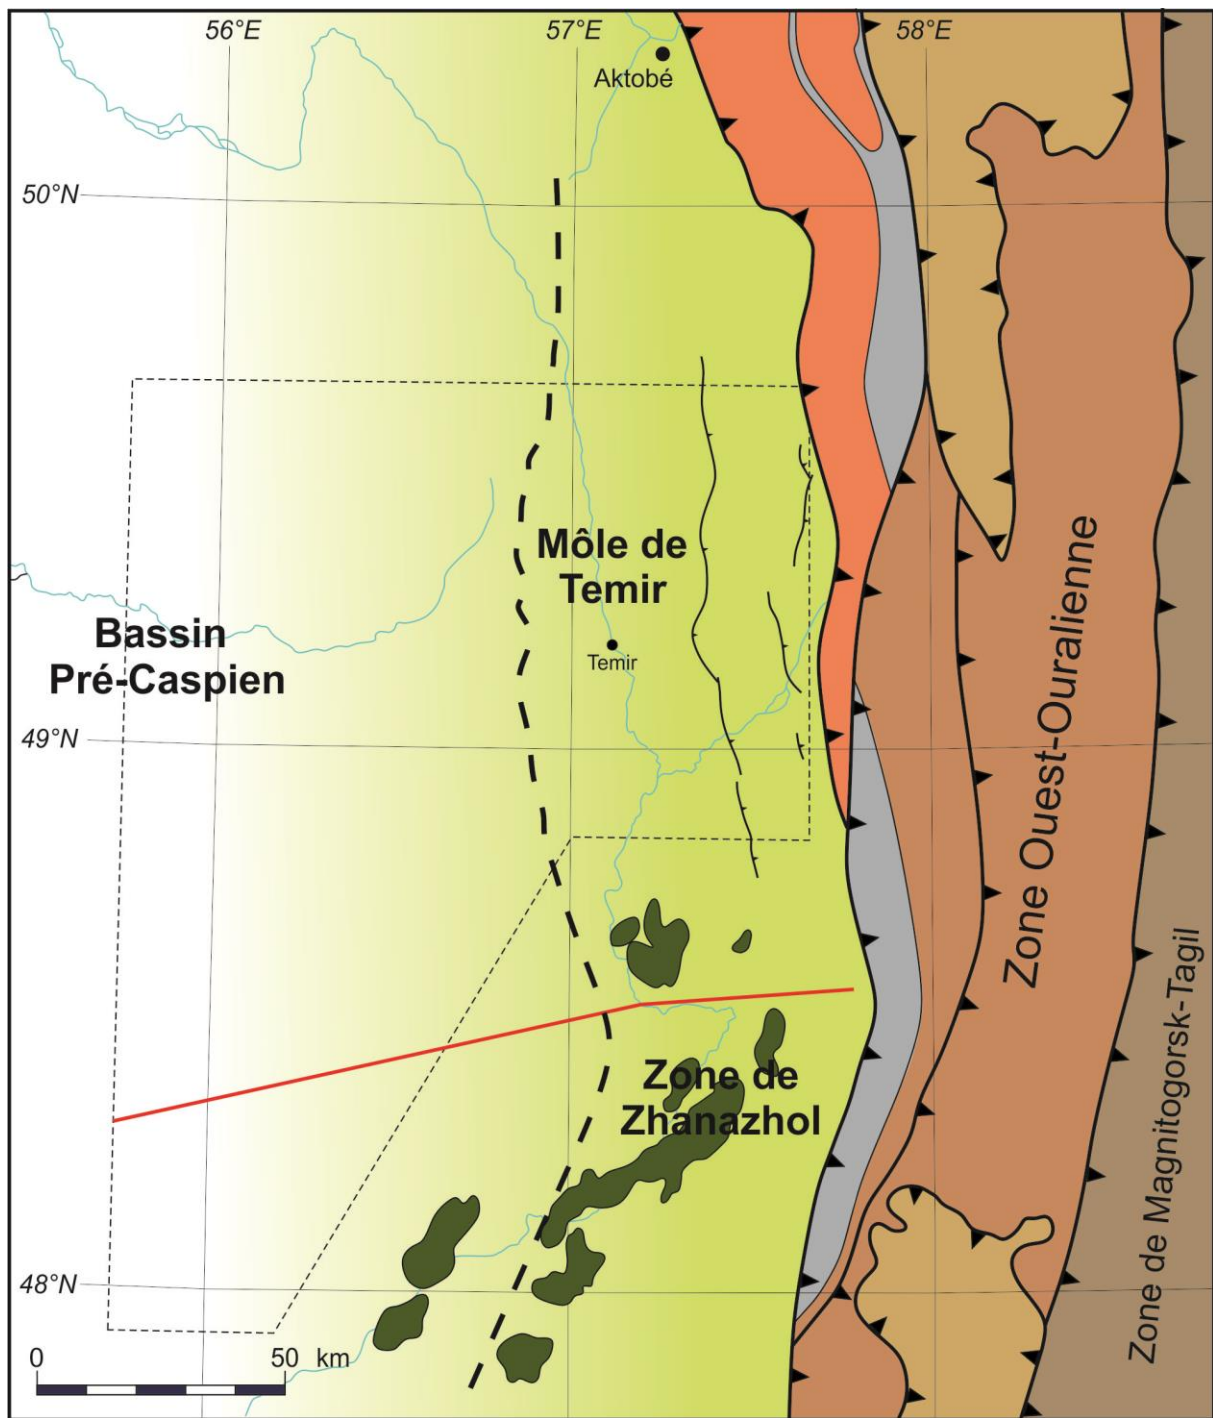 56°E
57°E
58°E
Aktobé
50°N
Môle de
Temir
Bassin
Pré-Caspien
Temir
49°N
Zone Ouest-Ouralienne
Zone de Magnitogorsk-Tagil
Zone de
Zhanazhol
48°N
0 50 km